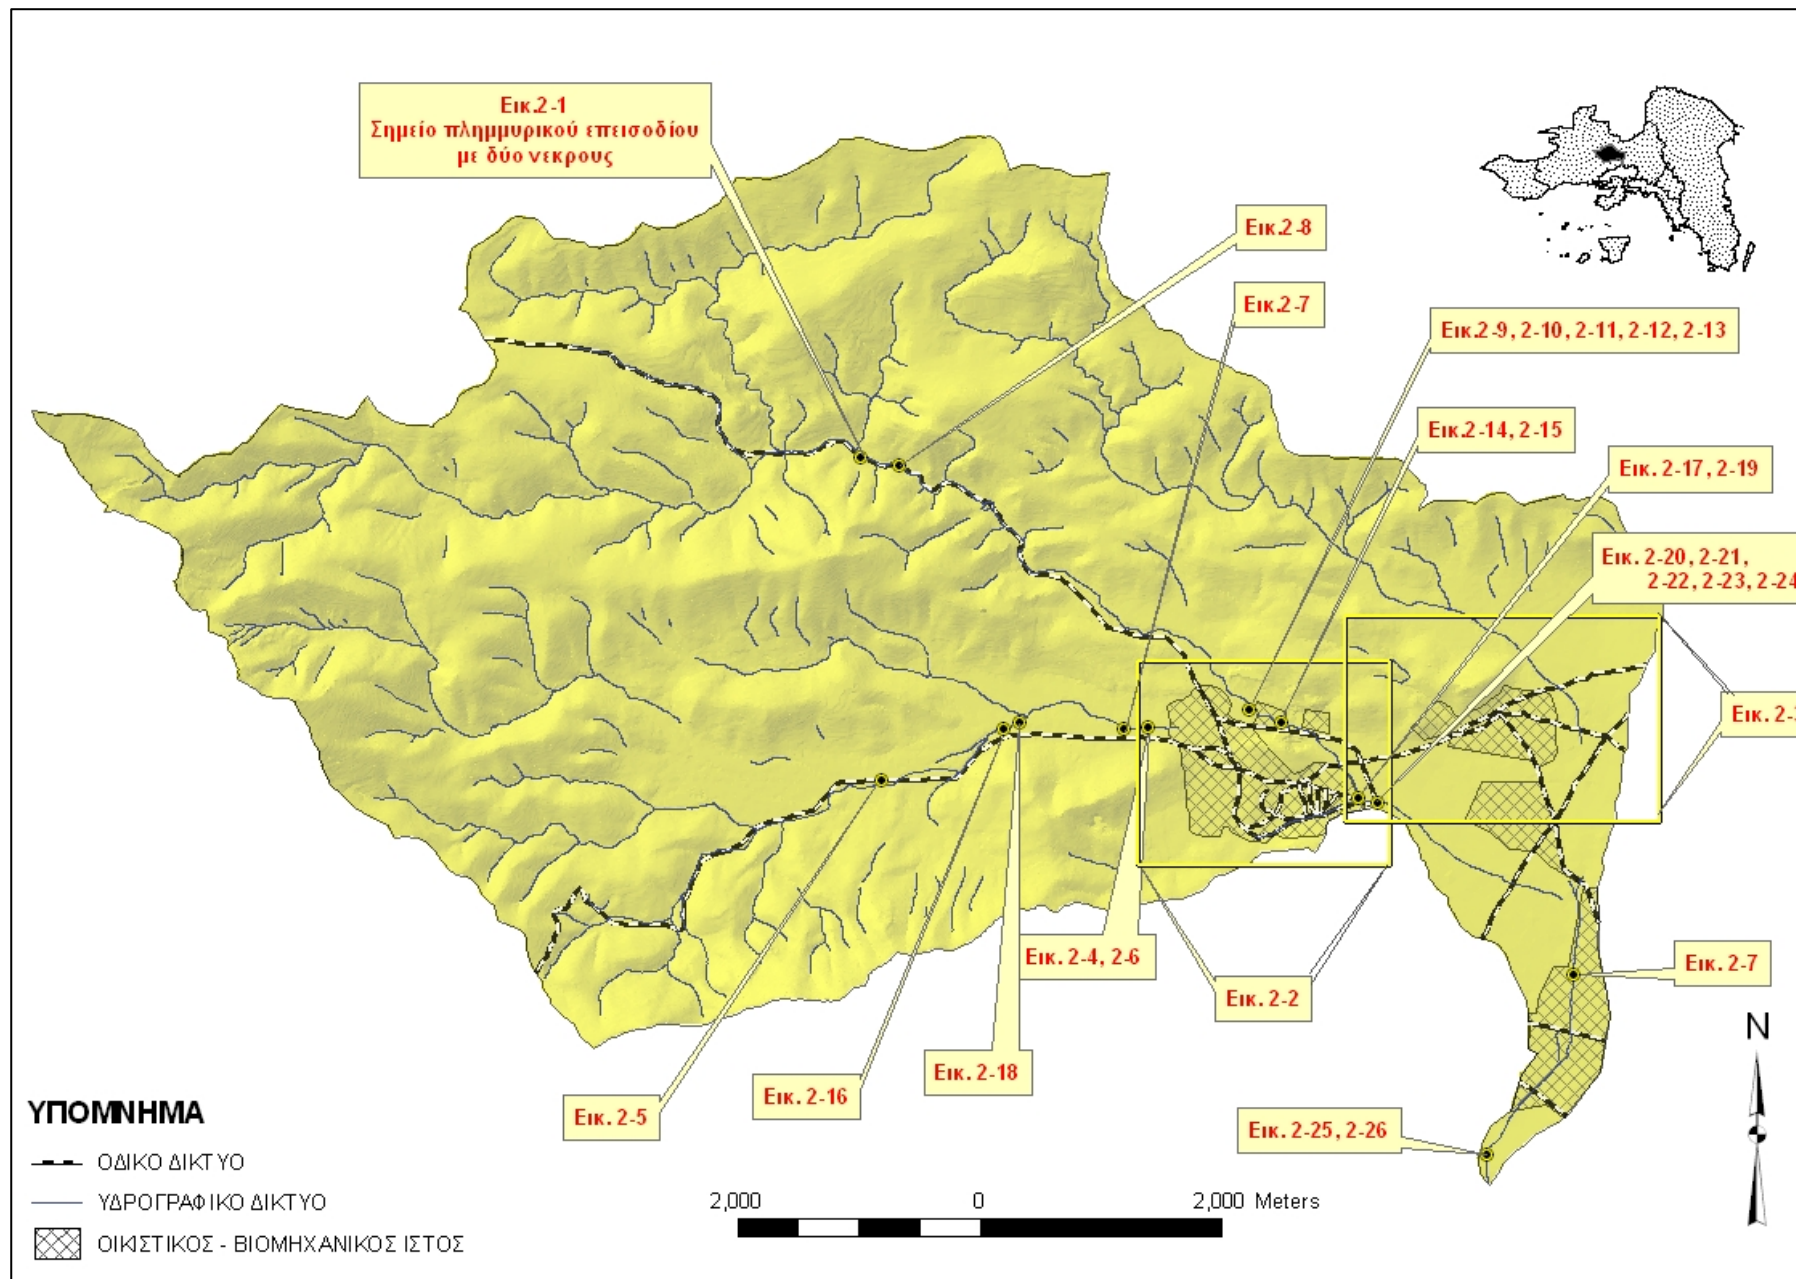 Εικ.2-1
Σημείο πλημμυρικού επεισοδίου
με δύο νεκρους
Εικ.2-8
Εικ.2-7
Εικ.2-9, 2-10, 2-11, 2-12, 2-13
Εικ.2-14, 2-15
Εικ. 2-17, 2-19
Εικ. 2-20, 2-21,
2-22, 2-23, 2-24
Εικ. 2-3
Εικ. 2-4, 2-6
Εικ. 2-2
Εικ. 2-7
Εικ. 2-18
Εικ. 2-16
Εικ. 2-5
Εικ. 2-25, 2-26
N
ΥΠΟΜΝΗΜΑ
ΟΔΙΚΟ ΔΙΚΤΥΟ
ΥΔΡΟΓΡΑΦΙΚΟ ΔΙΚΤΥΟ
ΟΙΚΙΣΤΙΚΟΣ - ΒΙΟΜΗΧΑΝΙΚΟΣ ΙΣΤΟΣ
2,000 0 2,000 Meters